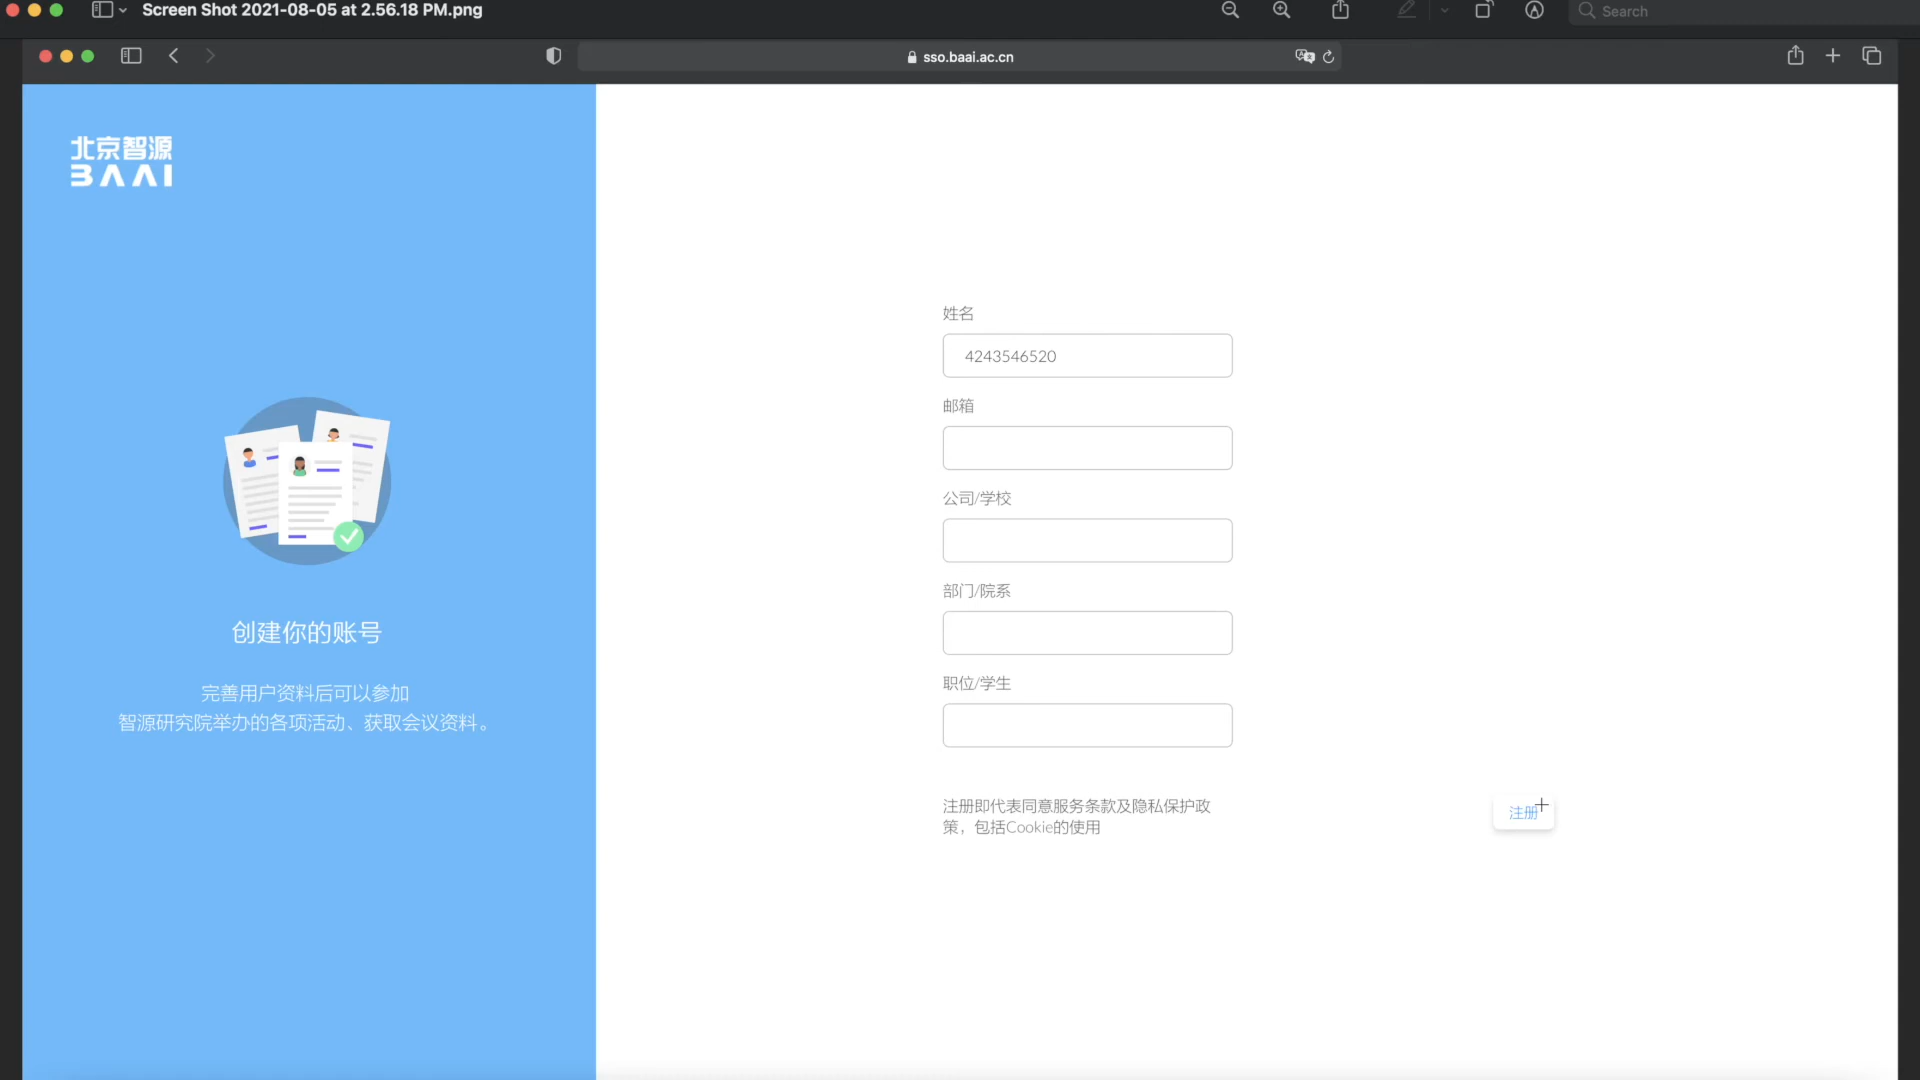 Screen Shot 2021-08-05 at 2.56.18 PM.png
Search
sso.baai.ac.cn
北京智源
BAAI
姓名
4243546520
邮箱
公司/学校
部门/院系
职位/学生
创建你的账号
完善用户资料后可以参加
智源研究院举办的各项活动、获取会议资料。
注册即代表同意服务条款及隐私保护政
策，包括Cookie的使用
注册